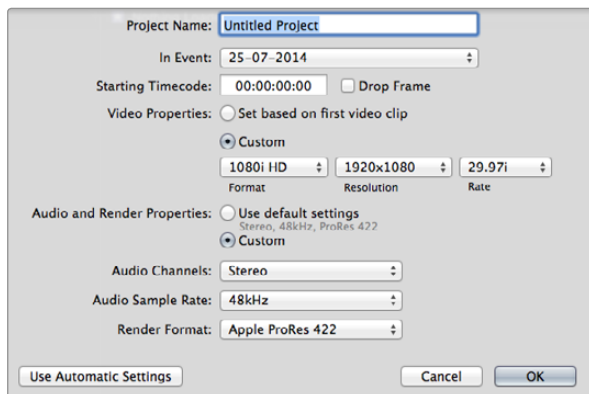 Project Name: Untitled Project
In Event: 25-07-2014
Starting Timecode: 00:00:00:00 Drop Frame
Video Properties: Set based on first video clip
Custom
1080i HD 1920x1080 29.97i
Format Resolution Rate
Audio and Render Properties: Use default settings
Stereo, 48kHz, ProRes 422
Custom
Audio Channels: Stereo
Audio Sample Rate: 48kHz
Render Format: Apple ProRes 422
Use Automatic Settings Cancel OK